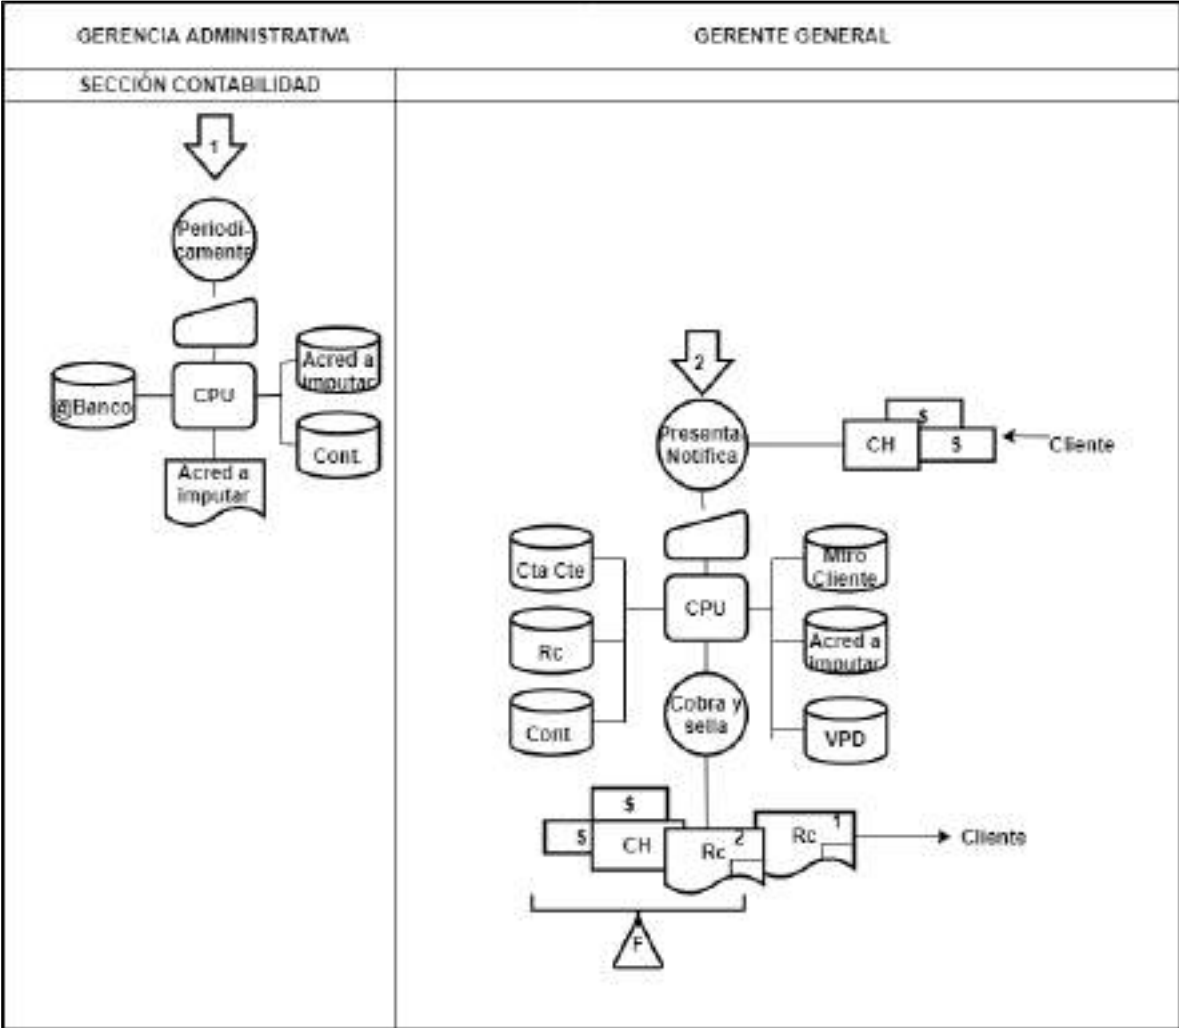 GERENCIA ADMINISTRATIVA
GERENTE GENERAL
SECCIÓN CONTABILIDAD
1
Periodi-
camente
@Banco
CPU
Acred a
imputar
Cont.
Acred a
imputar
2
Presenta
Notifica
$
CH
$
Cliente
Cta Cte
Rc
Cont
CPU
Mtro
Cliente
Acred a
imputar
VPD
Cobra y
sella
$
$
CH
Rc
2
Rc
1
Cliente
F